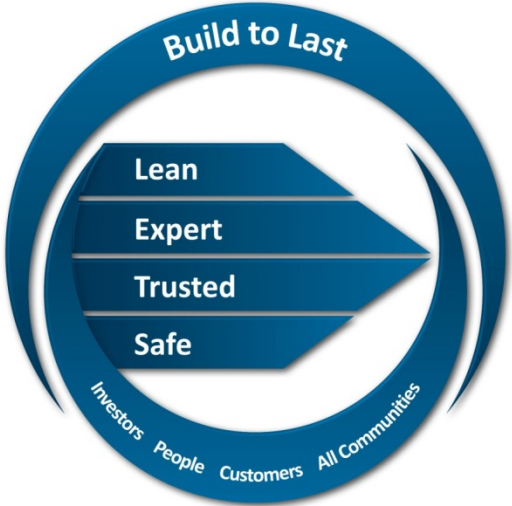 Build to Last
Lean
Expert
Trusted
Safe
Investors People Customers All Communities